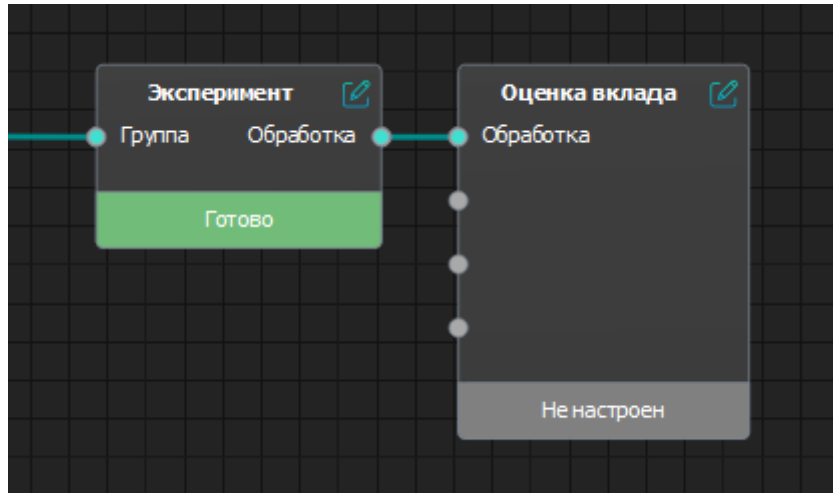 Эксперимент
Группа Обработка
Готово
Оценка вклада
Обработка
Не настроен